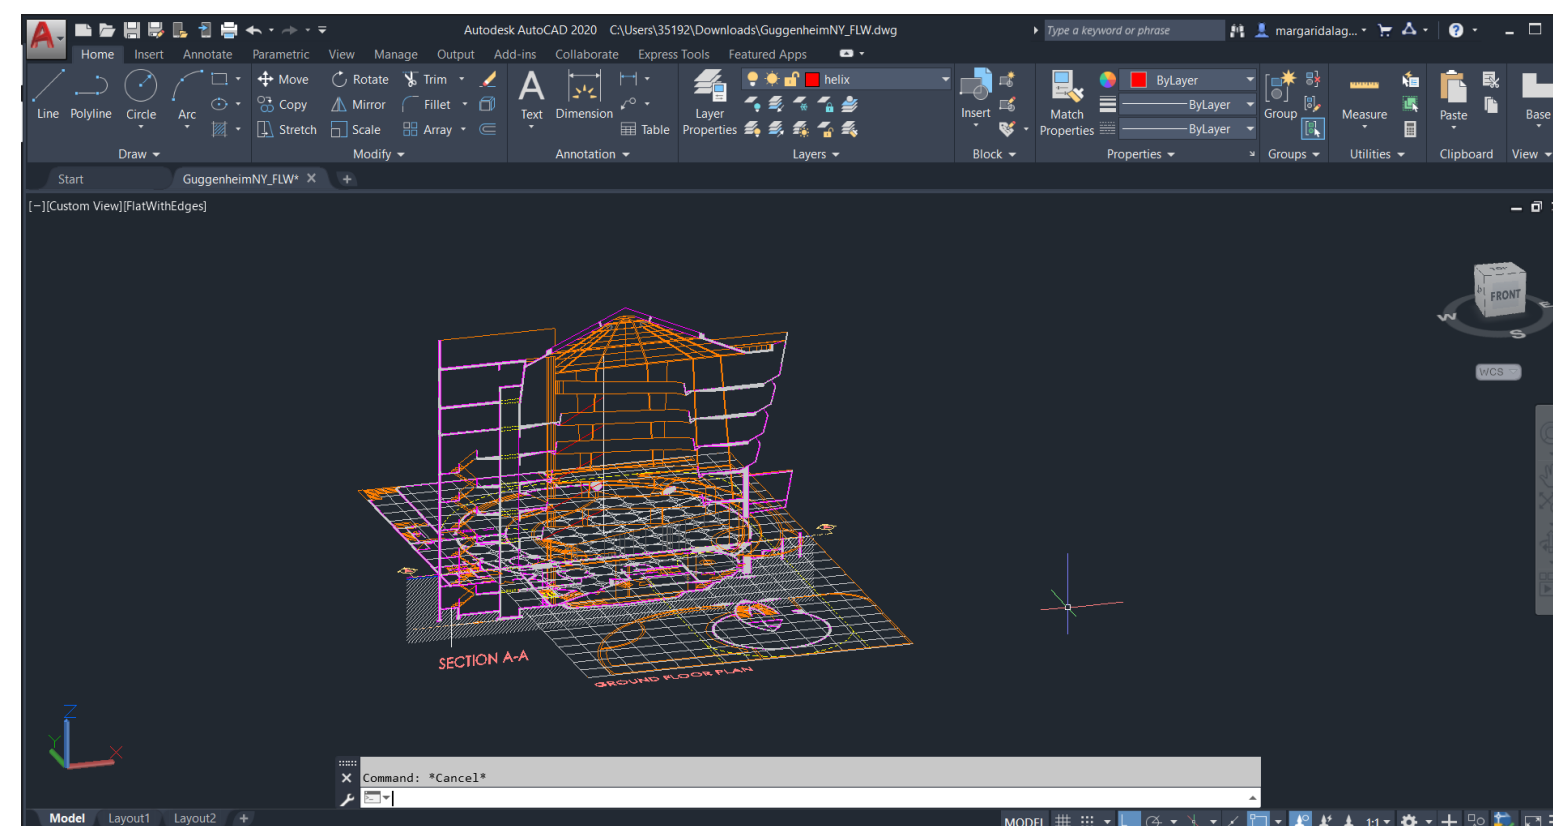 Autodesk AutoCAD 2020 C:\Users\35192\Downloads\GuggenheimNY_FLW.dwg
Type a keyword or phrase
margaridalag...
Home Insert Annotate Parametric View Manage Output Add-ins Collaborate Express Tools Featured Apps
Line Polyline Circle Arc
Move Rotate Trim
Copy Mirror Fillet
Stretch Scale Array
Text Dimension
Table
Layer
Properties
helix
Insert
Match
Properties
ByLayer
ByLayer
ByLayer
Group
Measure
Paste
Base
Draw Modify Annotation Layers Block Properties Groups Utilities Clipboard View
Start GuggenheimNY_FLW* +
[−][Custom View][FlatWithEdges]
TOP
FRONT
W
S
WCS
SECTION A-A
GROUND FLOOR PLAN
Z
Y
X
Command: *Cancel*
Model Layout1 Layout2 +
MODEL
1:1